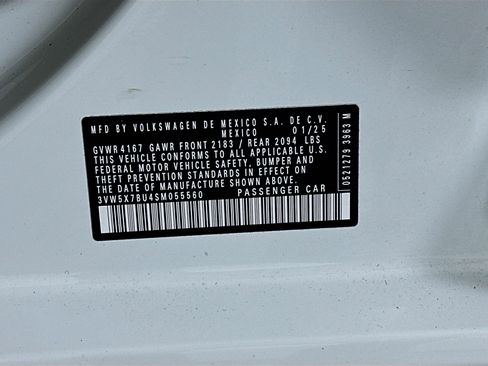 MFD BY VOLKSWAGEN DE MEXICO S.A. DE C.V.
MEXICO 01/25
GVWR 4167 GAWR FRONT 2183 / REAR 2094 LBS
THIS VEHICLE CONFORMS TO ALL APPLICABLE U.S.
FEDERAL MOTOR VEHICLE SAFETY, BUMPER AND
THEFT PREVENTION STANDARDS IN EFFECT ON
THE DATE OF MANUFACTURE SHOWN ABOVE
3VW5X7BU4SM055560 PASSENGER CAR
0521279 3963 M